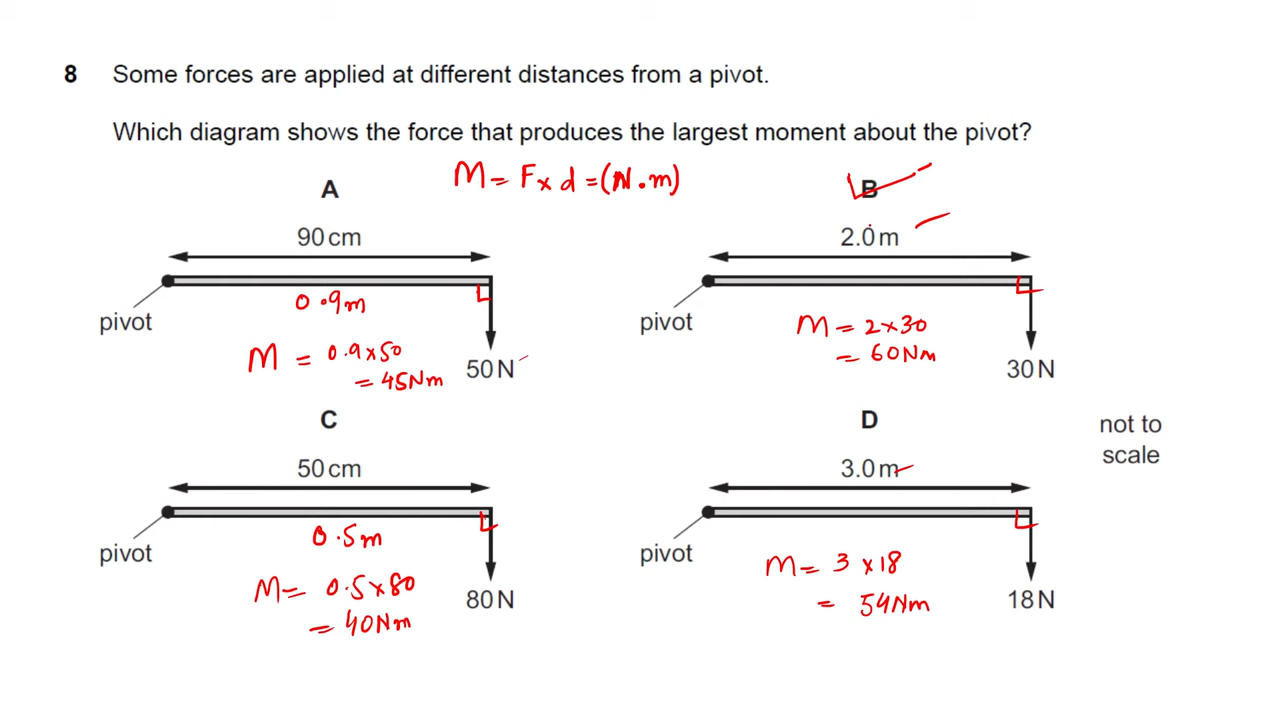 8 Some forces are applied at different distances from a pivot.
Which diagram shows the force that produces the largest moment about the pivot?
M = F x d = (N.m)
A
90 cm
0.9m
pivot
M = 0.9 x 50
= 45Nm
50 N
B
2.0 m
pivot
M = 2 x 30
= 60Nm
30 N
C
50 cm
0.5m
pivot
M = 0.5 x 80
= 40Nm
80 N
D
3.0 m
pivot
M = 3 x 18
= 54Nm
18 N
not to
scale